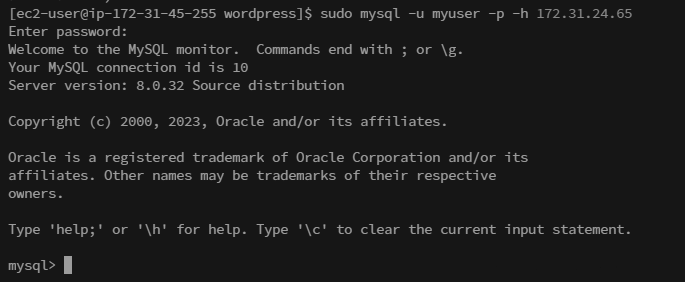 [ec2-user@ip-172-31-45-255 wordpress]$ sudo mysql -u myuser -p -h 172.31.24.65
Enter password:
Welcome to the MySQL monitor.  Commands end with ; or \g.
Your MySQL connection id is 10
Server version: 8.0.32 Source distribution

Copyright (c) 2000, 2023, Oracle and/or its affiliates.

Oracle is a registered trademark of Oracle Corporation and/or its
affiliates. Other names may be trademarks of their respective
owners.

Type 'help;' or '\h' for help. Type '\c' to clear the current input statement.

mysql>